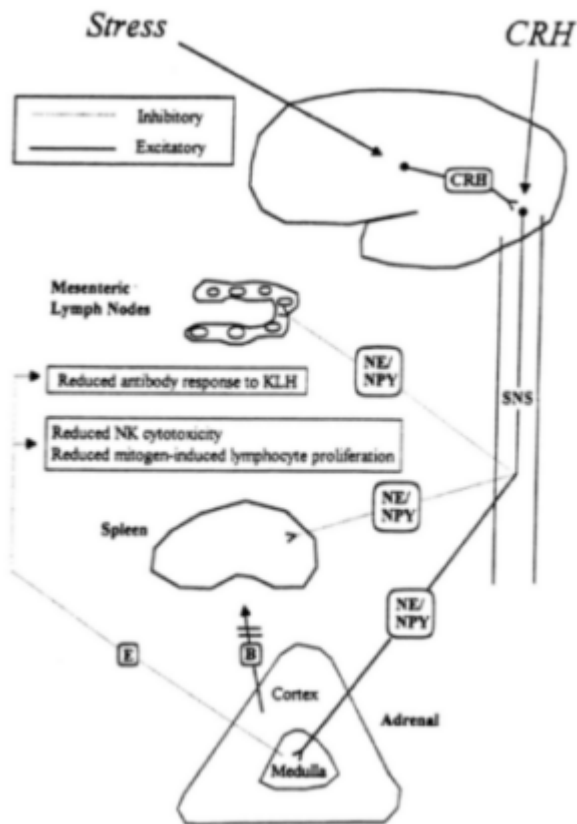 Stress
CRH
Inhibitory
Excitatory
CRH
Mesenteric
Lymph Nodes
NE/
NPY
SNS
Reduced antibody response to KLH
Reduced NK cytotoxicity
Reduced mitogen-induced lymphocyte proliferation
NE/
NPY
Spleen
NE/
NPY
E
B
Cortex
Adrenal
Medulla